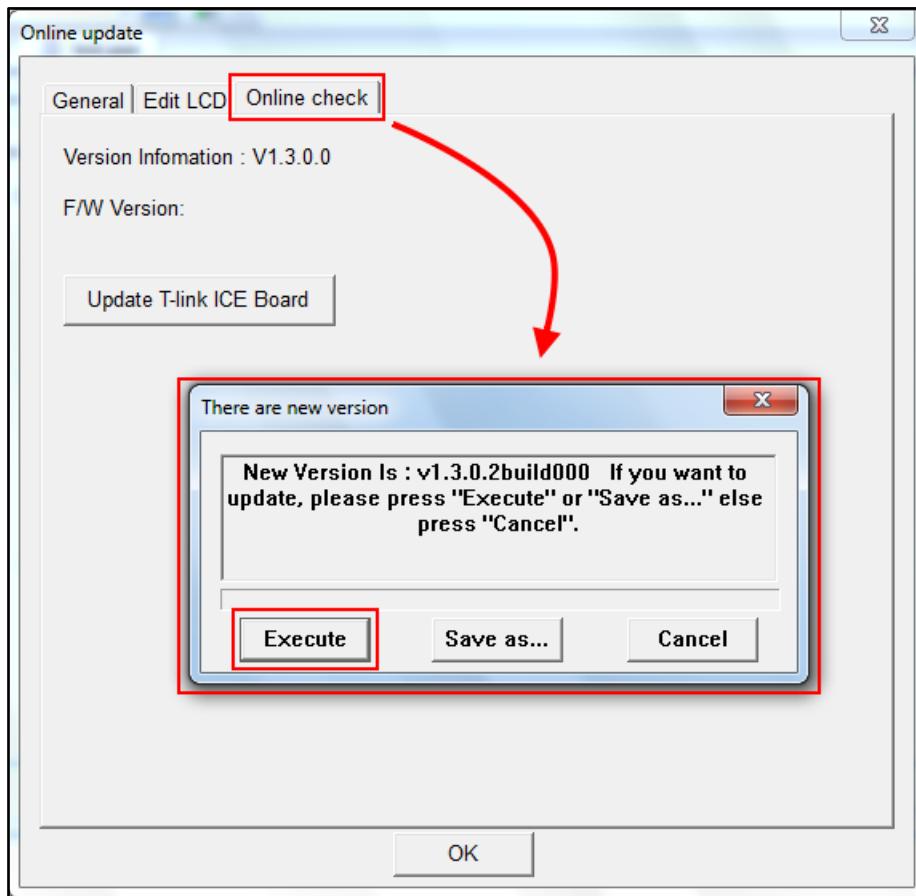 Online update
General Edit LCD Online check
Version Infomation : V1.3.0.0
F/W Version:
Update T-link ICE Board
There are new version
New Version Is : v1.3.0.2build000 If you want to
update, please press "Execute" or "Save as..." else
press "Cancel".
Execute Save as... Cancel
OK